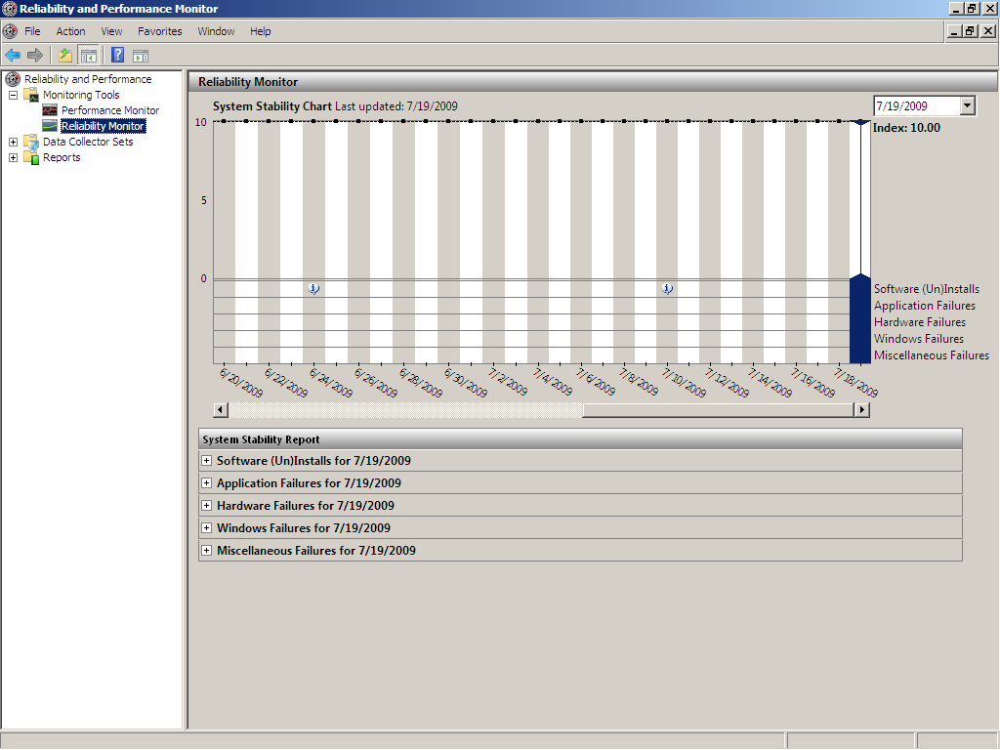 Reliability and Performance Monitor
File Action View Favorites Window Help
Reliability and Performance
Monitoring Tools
Performance Monitor
Reliability Monitor
Data Collector Sets
Reports
Reliability Monitor
System Stability Chart Last updated: 7/19/2009
7/19/2009
Index: 10.00
10
5
0
Software (Un)Installs
Application Failures
Hardware Failures
Windows Failures
Miscellaneous Failures
6/20/2009 6/22/2009 6/24/2009 6/26/2009 6/28/2009 6/30/2009 7/2/2009 7/4/2009 7/6/2009 7/8/2009 7/10/2009 7/12/2009 7/14/2009 7/16/2009 7/18/2009
System Stability Report
Software (Un)Installs for 7/19/2009
Application Failures for 7/19/2009
Hardware Failures for 7/19/2009
Windows Failures for 7/19/2009
Miscellaneous Failures for 7/19/2009